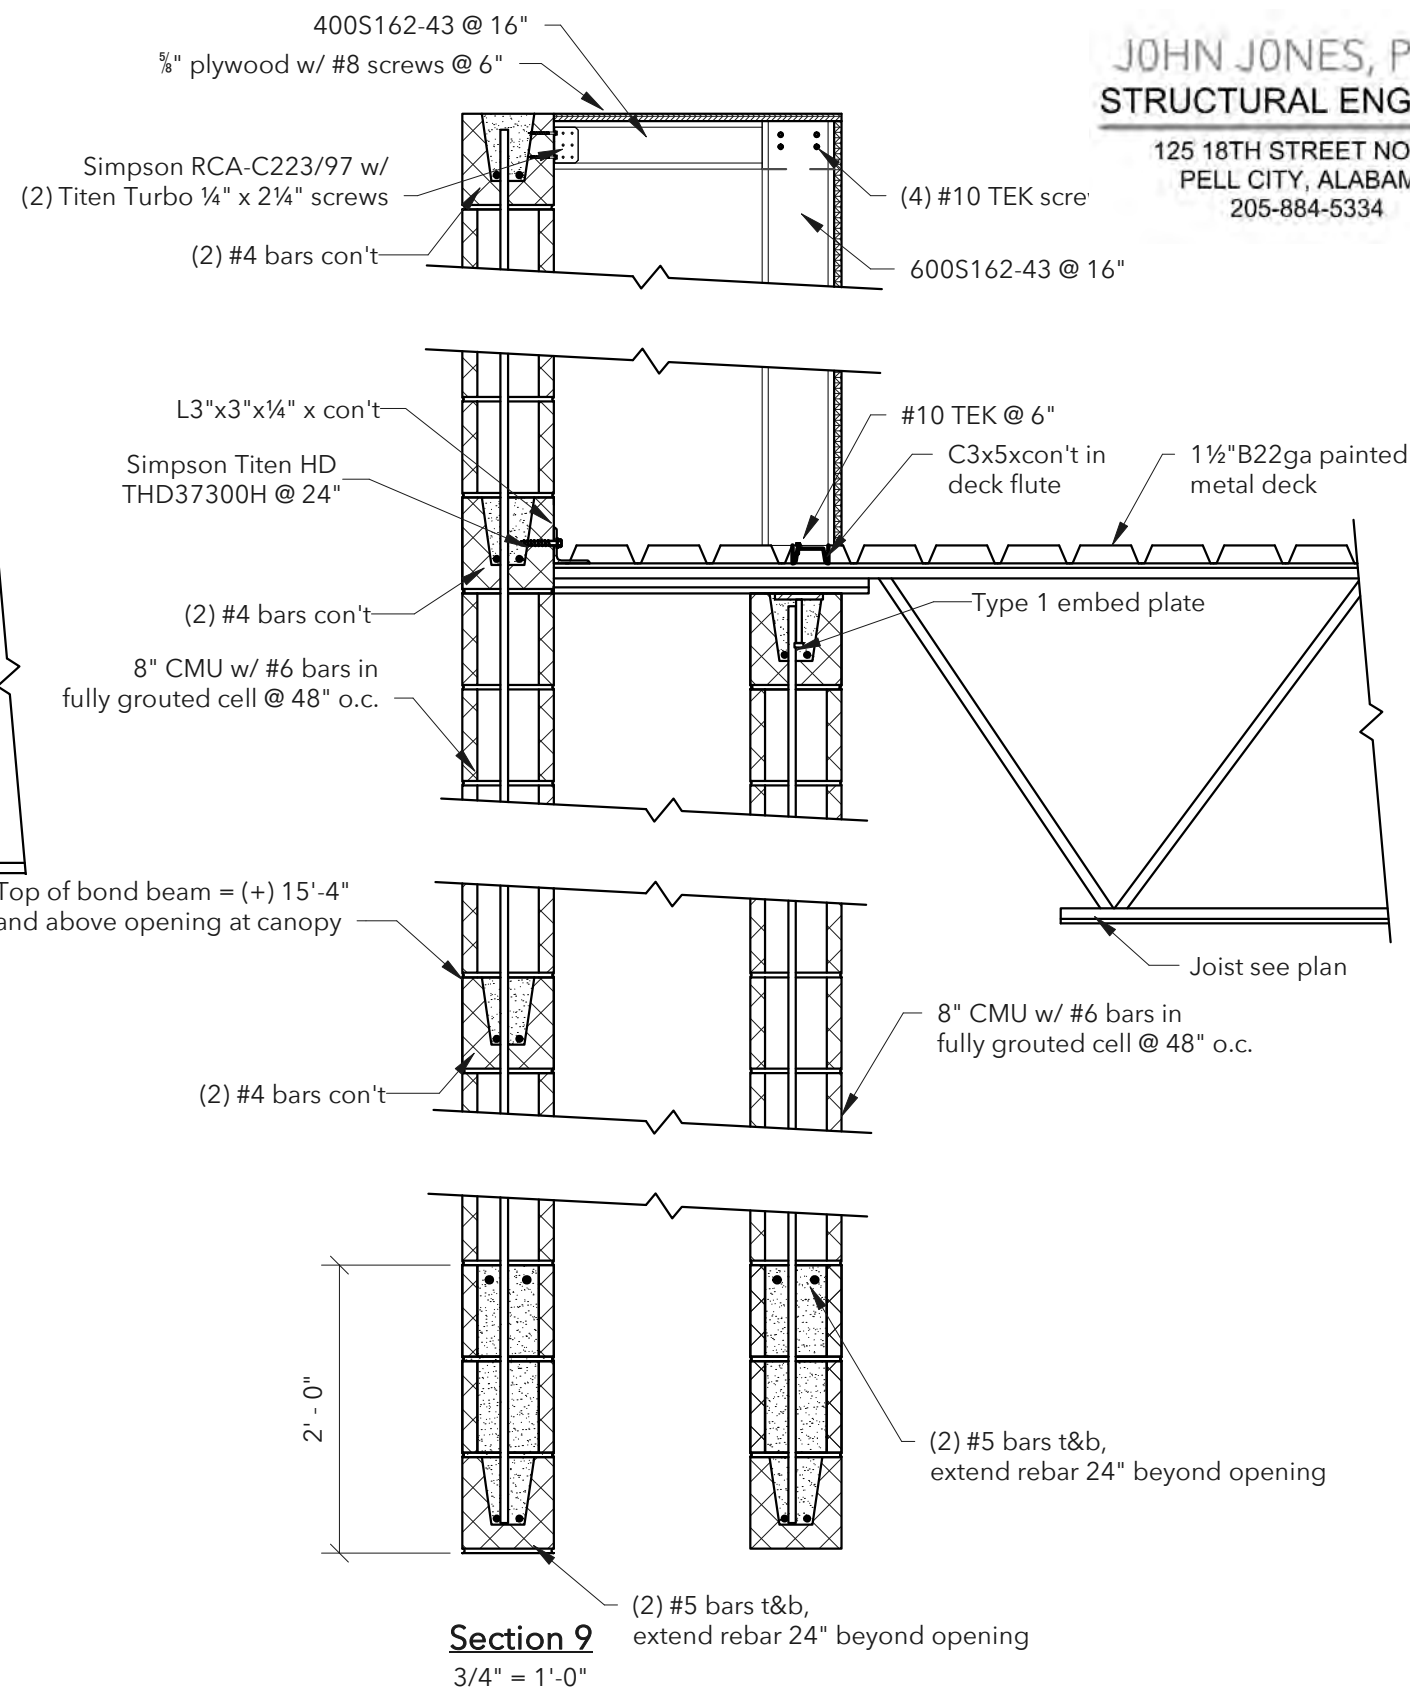 400S162-43 @ 16"
⅝" plywood w/ #8 screws @ 6"
JOHN JONES, P
STRUCTURAL ENG
125 18TH STREET NO
PELL CITY, ALABAM
205-884-5334
Simpson RCA-C223/97 w/
(2) Titen Turbo ¼" x 2¼" screws
(4) #10 TEK screw
(2) #4 bars con't
600S162-43 @ 16"
L3"x3"x¼" x con't
#10 TEK @ 6"
Simpson Titen HD
THD37300H @ 24"
C3x5xcon't in
deck flute
1½"B22ga painted
metal deck
(2) #4 bars con't
Type 1 embed plate
8" CMU w/ #6 bars in
fully grouted cell @ 48" o.c.
Top of bond beam = (+) 15'-4"
and above opening at canopy
Joist see plan
8" CMU w/ #6 bars in
fully grouted cell @ 48" o.c.
(2) #4 bars con't
2' - 0"
(2) #5 bars t&b,
extend rebar 24" beyond opening
(2) #5 bars t&b,
extend rebar 24" beyond opening
Section 9
3/4" = 1'-0"